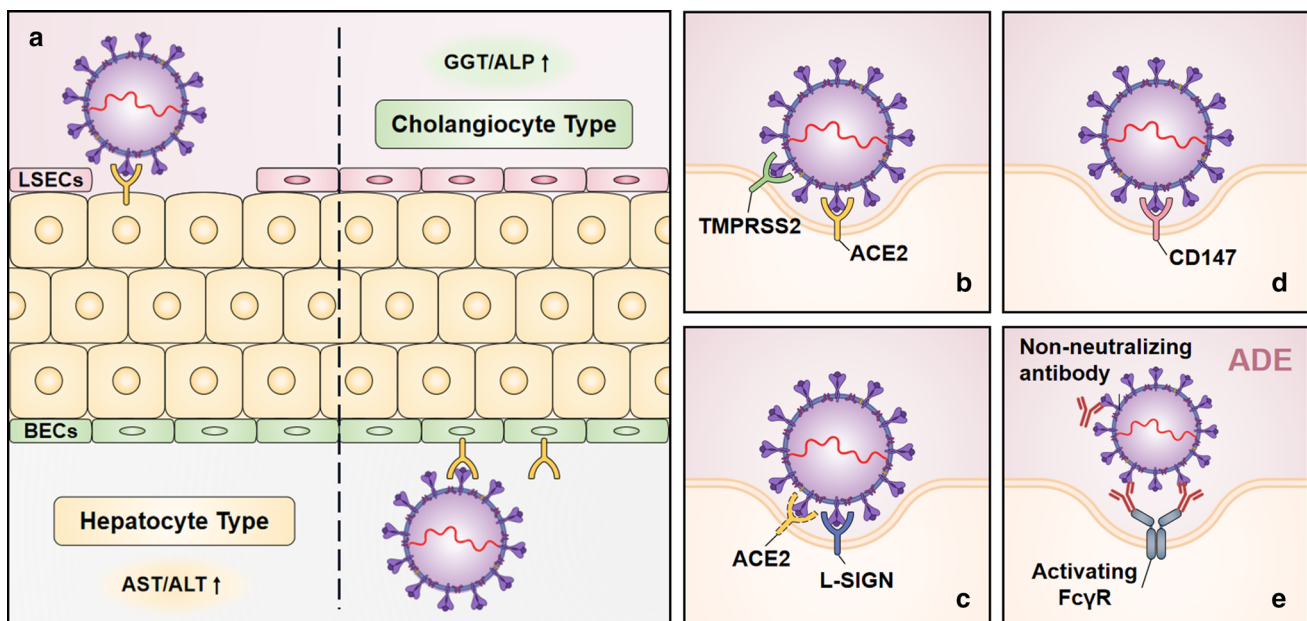 a
GGT/ALP ↑
Cholangiocyte Type
LSECs
BECs
Hepatocyte Type
AST/ALT ↑
TMPRSS2
ACE2
b
CD147
d
ACE2
L-SIGN
c
Non-neutralizing
antibody
ADE
Activating
FcγR
e